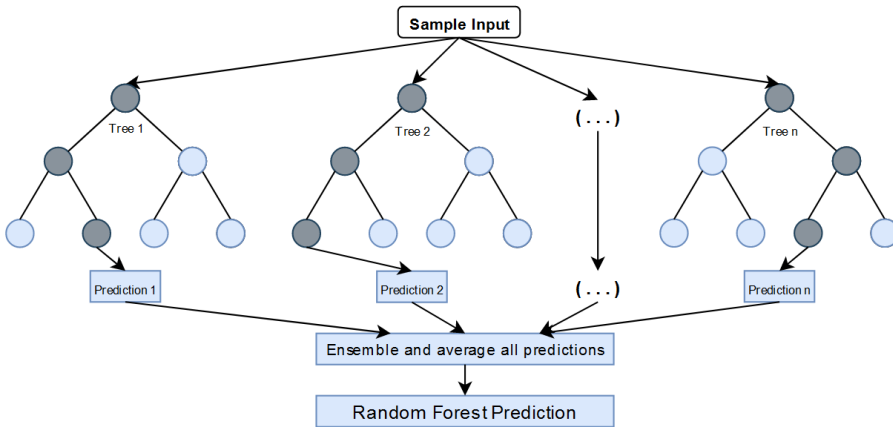 Sample Input
Tree 1
Tree 2
(...)
Tree n
Prediction 1
Prediction 2
(...)
Prediction n
Ensemble and average all predictions
Random Forest Prediction